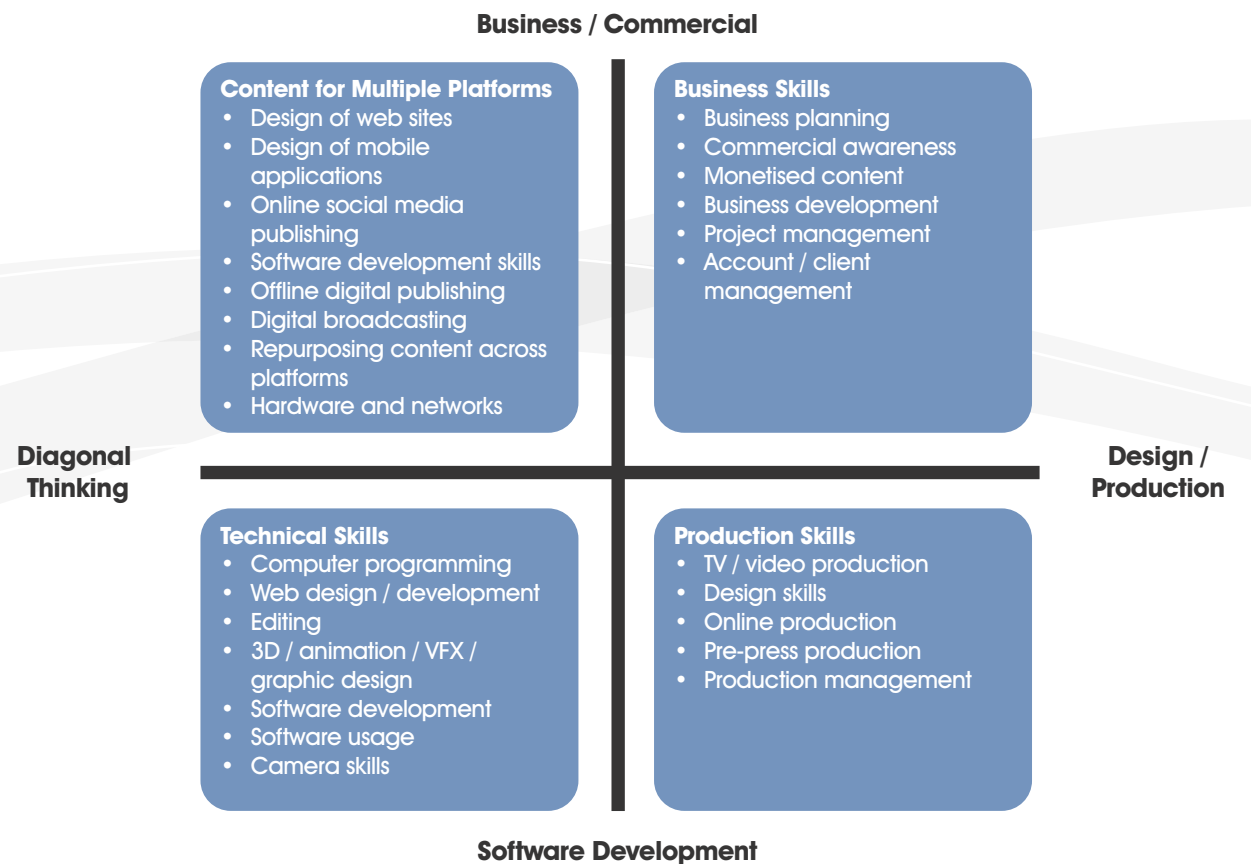 Business / Commercial
Content for Multiple Platforms
• Design of web sites
• Design of mobile
applications
• Online social media
publishing
• Software development skills
• Offline digital publishing
• Digital broadcasting
• Repurposing content across
platforms
• Hardware and networks
Business Skills
• Business planning
• Commercial awareness
• Monetised content
• Business development
• Project management
• Account / client
management
Diagonal
Thinking
Design /
Production
Technical Skills
• Computer programming
• Web design / development
• Editing
• 3D / animation / VFX /
graphic design
• Software development
• Software usage
• Camera skills
Production Skills
• TV / video production
• Design skills
• Online production
• Pre-press production
• Production management
Software Development